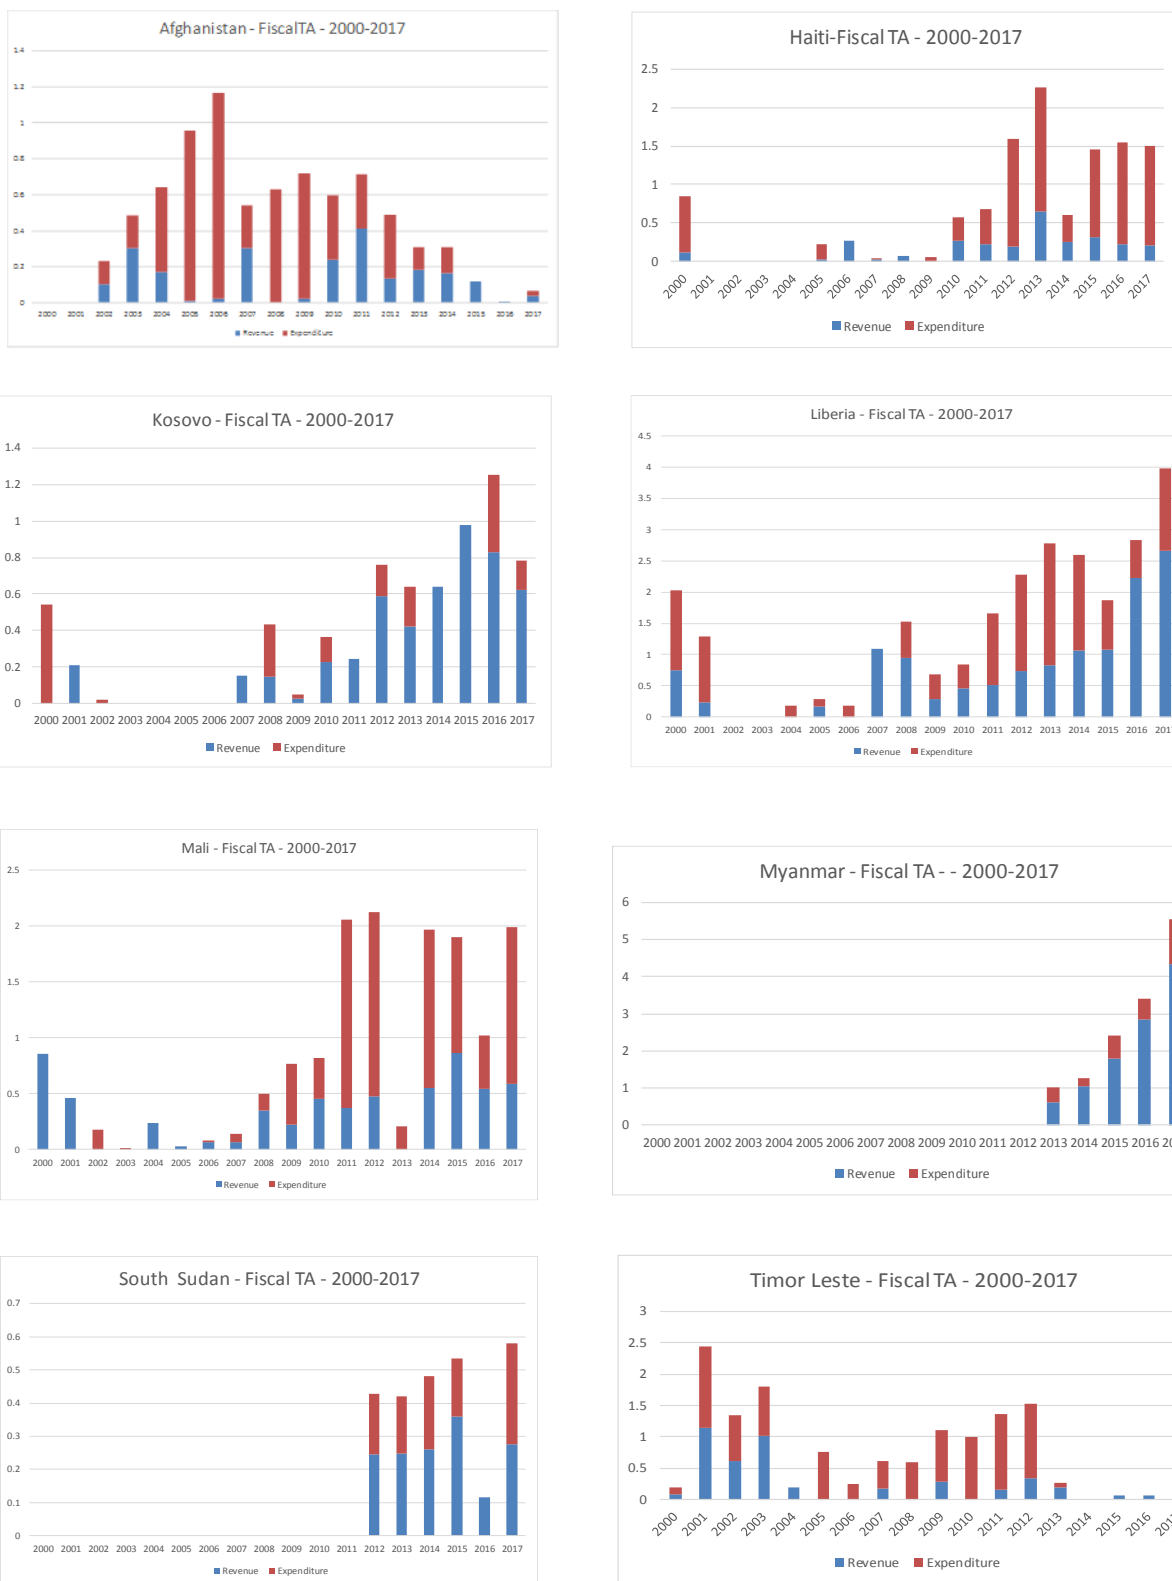 Afghanistan - FiscalTA - 2000-2017
1.4
1.2
1
0.8
0.6
0.4
0.2
0
2000 2001 2002 2003 2004 2005 2006 2007 2008 2009 2010 2011 2012 2013 2014 2015 2016 2017
Revenue Expenditure
Haiti-Fiscal TA - 2000-2017
2.5
2
1.5
1
0.5
0
2000 2001 2002 2003 2004 2005 2006 2007 2008 2009 2010 2011 2012 2013 2014 2015 2016 2017
Revenue Expenditure
Kosovo - Fiscal TA - 2000-2017
1.4
1.2
1
0.8
0.6
0.4
0.2
0
2000 2001 2002 2003 2004 2005 2006 2007 2008 2009 2010 2011 2012 2013 2014 2015 2016 2017
Revenue Expenditure
Liberia - Fiscal TA - 2000-2017
4.5
4
3.5
3
2.5
2
1.5
1
0.5
0
2000 2001 2002 2003 2004 2005 2006 2007 2008 2009 2010 2011 2012 2013 2014 2015 2016 201
Revenue Expenditure
Mali - Fiscal TA - 2000-2017
2.5
2
1.5
1
0.5
0
2000 2001 2002 2003 2004 2005 2006 2007 2008 2009 2010 2011 2012 2013 2014 2015 2016 2017
Revenue Expenditure
Myanmar - Fiscal TA - - 2000-2017
6
5
4
3
2
1
0
2000 2001 2002 2003 2004 2005 2006 2007 2008 2009 2010 2011 2012 2013 2014 2015 2016 20
Revenue Expenditure
South Sudan - Fiscal TA - 2000-2017
0.7
0.6
0.5
0.4
0.3
0.2
0.1
0
2000 2001 2002 2003 2004 2005 2006 2007 2008 2009 2010 2011 2012 2013 2014 2015 2016 2017
Revenue Expenditure
Timor Leste - Fiscal TA - 2000-2017
3
2.5
2
1.5
1
0.5
0
2000 2001 2002 2003 2004 2005 2006 2007 2008 2009 2010 2011 2012 2013 2014 2015 2016 201
Revenue Expenditure